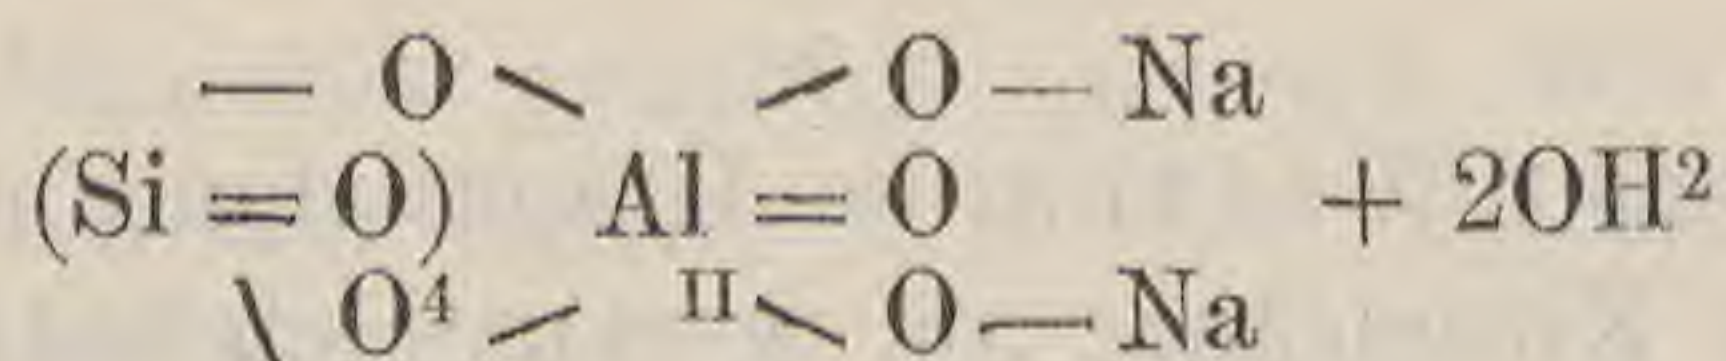 — O \ / O — Na
(Si = O) Al = O + 2OH²
\ O⁴ / II \ O — Na